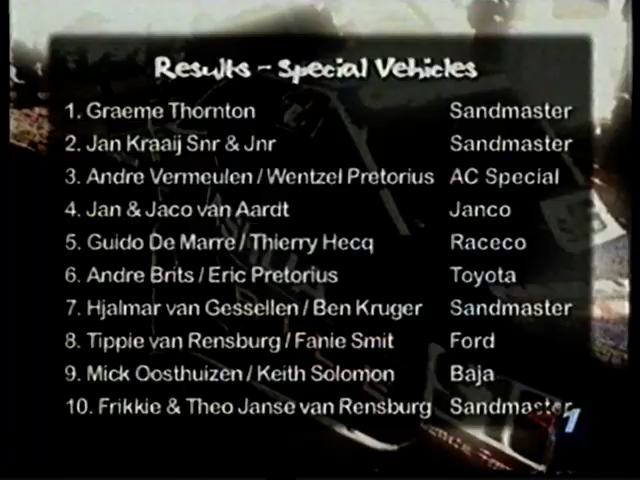 Results - Special Vehicles
1. Graeme Thornton Sandmaster
2. Jan Kraaij Snr & Jnr Sandmaster
3. Andre Vermeulen / Wentzel Pretorius AC Special
4. Jan & Jaco van Aardt Janco
5. Guido De Marre / Thierry Hecq Raceco
6. Andre Brits / Eric Pretorius Toyota
7. Hjalmar van Gessellen / Ben Kruger Sandmaster
8. Tippie van Rensburg / Fanie Smit Ford
9. Mick Oosthuizen / Keith Solomon Baja
10. Frikkie & Theo Janse van Rensburg Sandmaster
1